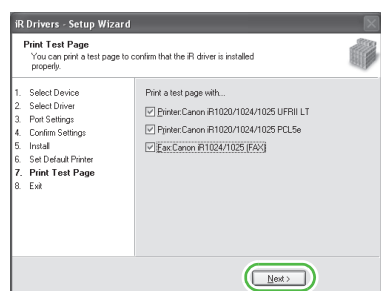 iR Drivers - Setup Wizard
Print Test Page
You can print a test page to confirm that the iR driver is installed
properly.
1. Select Device
2. Select Driver
3. Port Settings
4. Confirm Settings
5. Install
6. Set Default Printer
7. Print Test Page
8. Exit
Print a test page with...
Printer:Canon iR1020/1024/1025 UFRII LT
Printer:Canon iR1020/1024/1025 PCL5e
Fax:Canon iR1024/1025 (FAX)
Next >